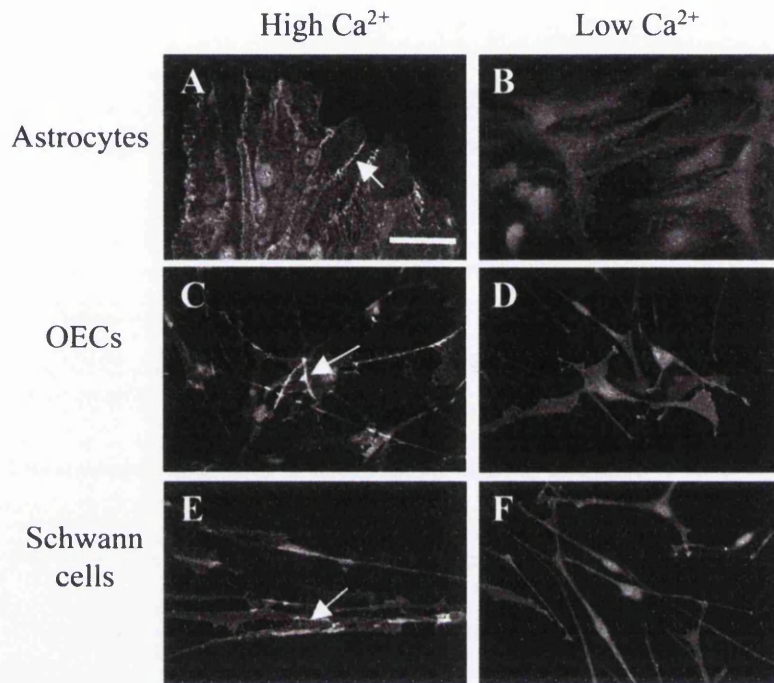 High Ca²⁺ Low Ca²⁺
Astrocytes
A B
OECs
C D
Schwann
cells
E F